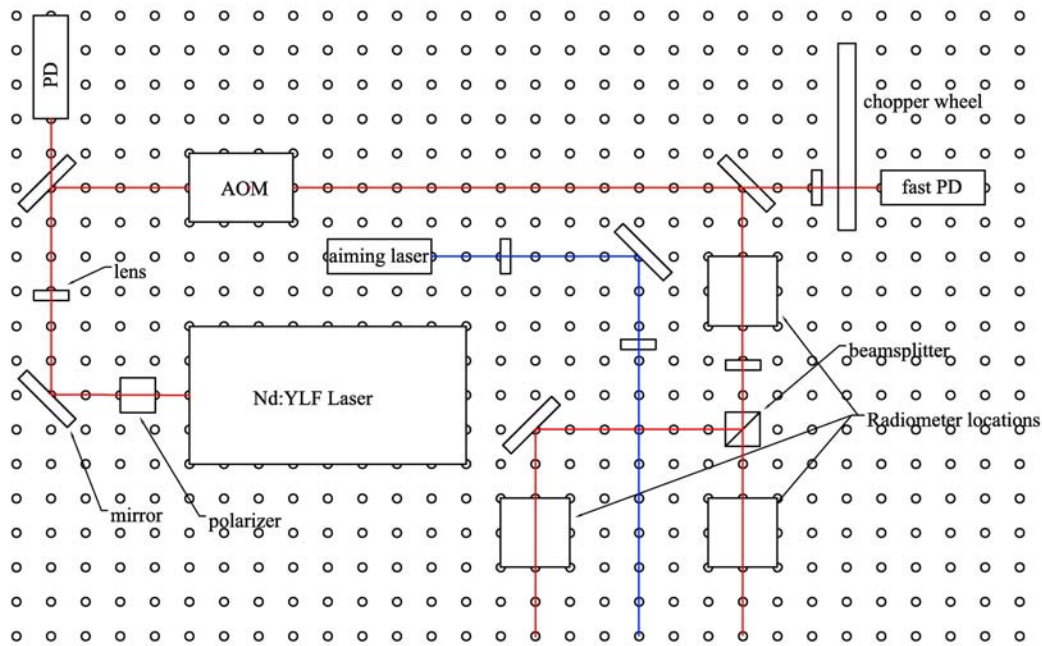 PD
chopper wheel
AOM
fast PD
aiming laser
lens
beamsplitter
Nd:YLF Laser
Radiometer locations
mirror
polarizer